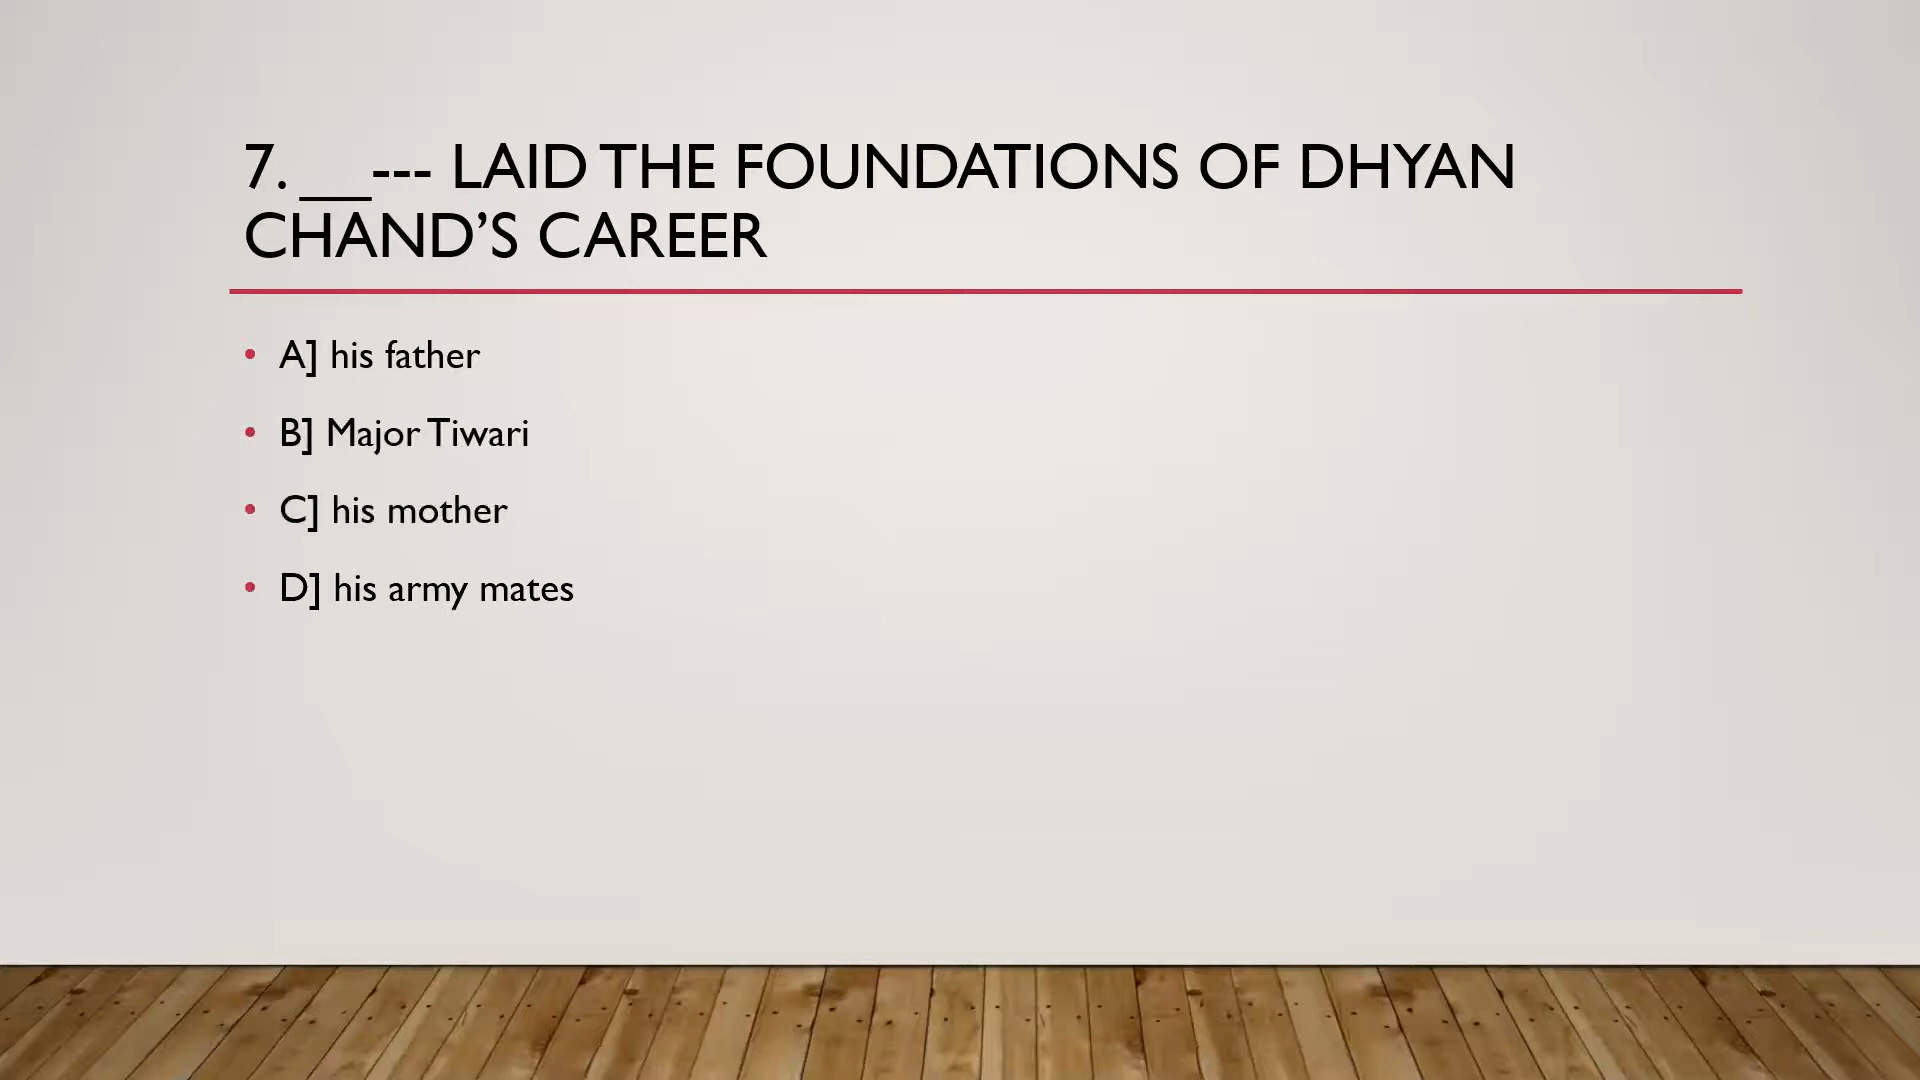 7. __--- LAID THE FOUNDATIONS OF DHYAN
CHAND’S CAREER
• A] his father
• B] Major Tiwari
• C] his mother
• D] his army mates